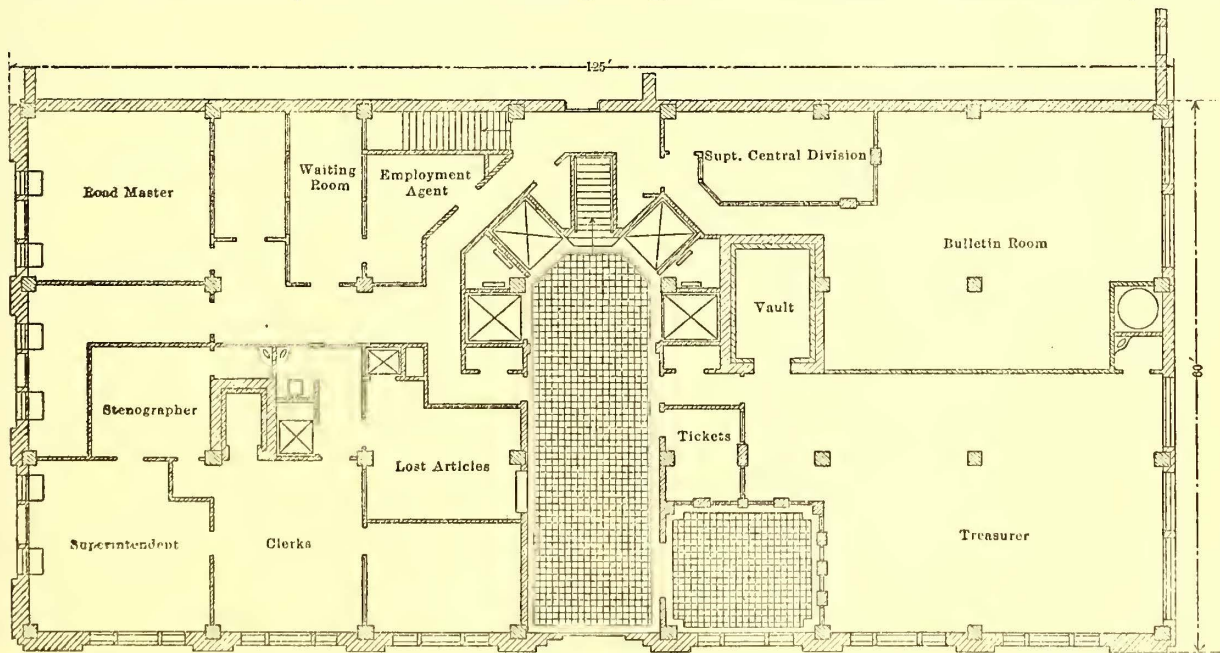 125′
Road Master
Waiting
Room
Employment
Agent
Supt. Central Division
Bulletin Room
Vault
60′
Stenographer
Tickets
Lost Articles
Superintendent
Clerks
Treasurer